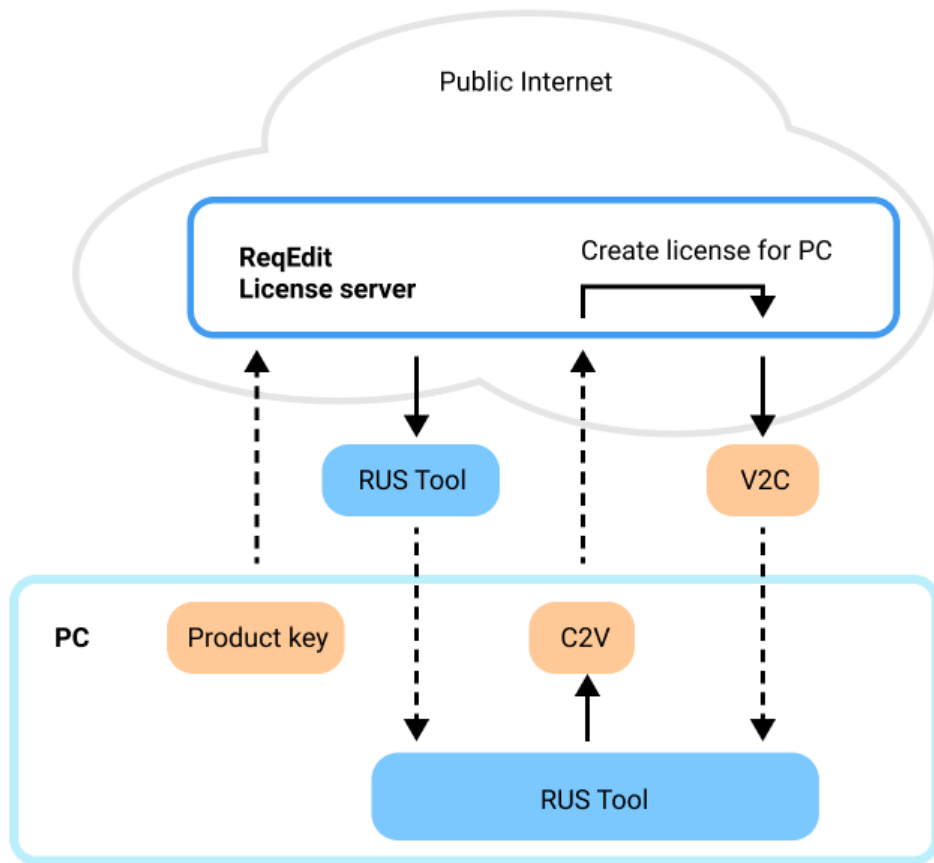 Public Internet
ReqEdit
License server
Create license for PC
RUS Tool
V2C
PC
Product key
C2V
RUS Tool